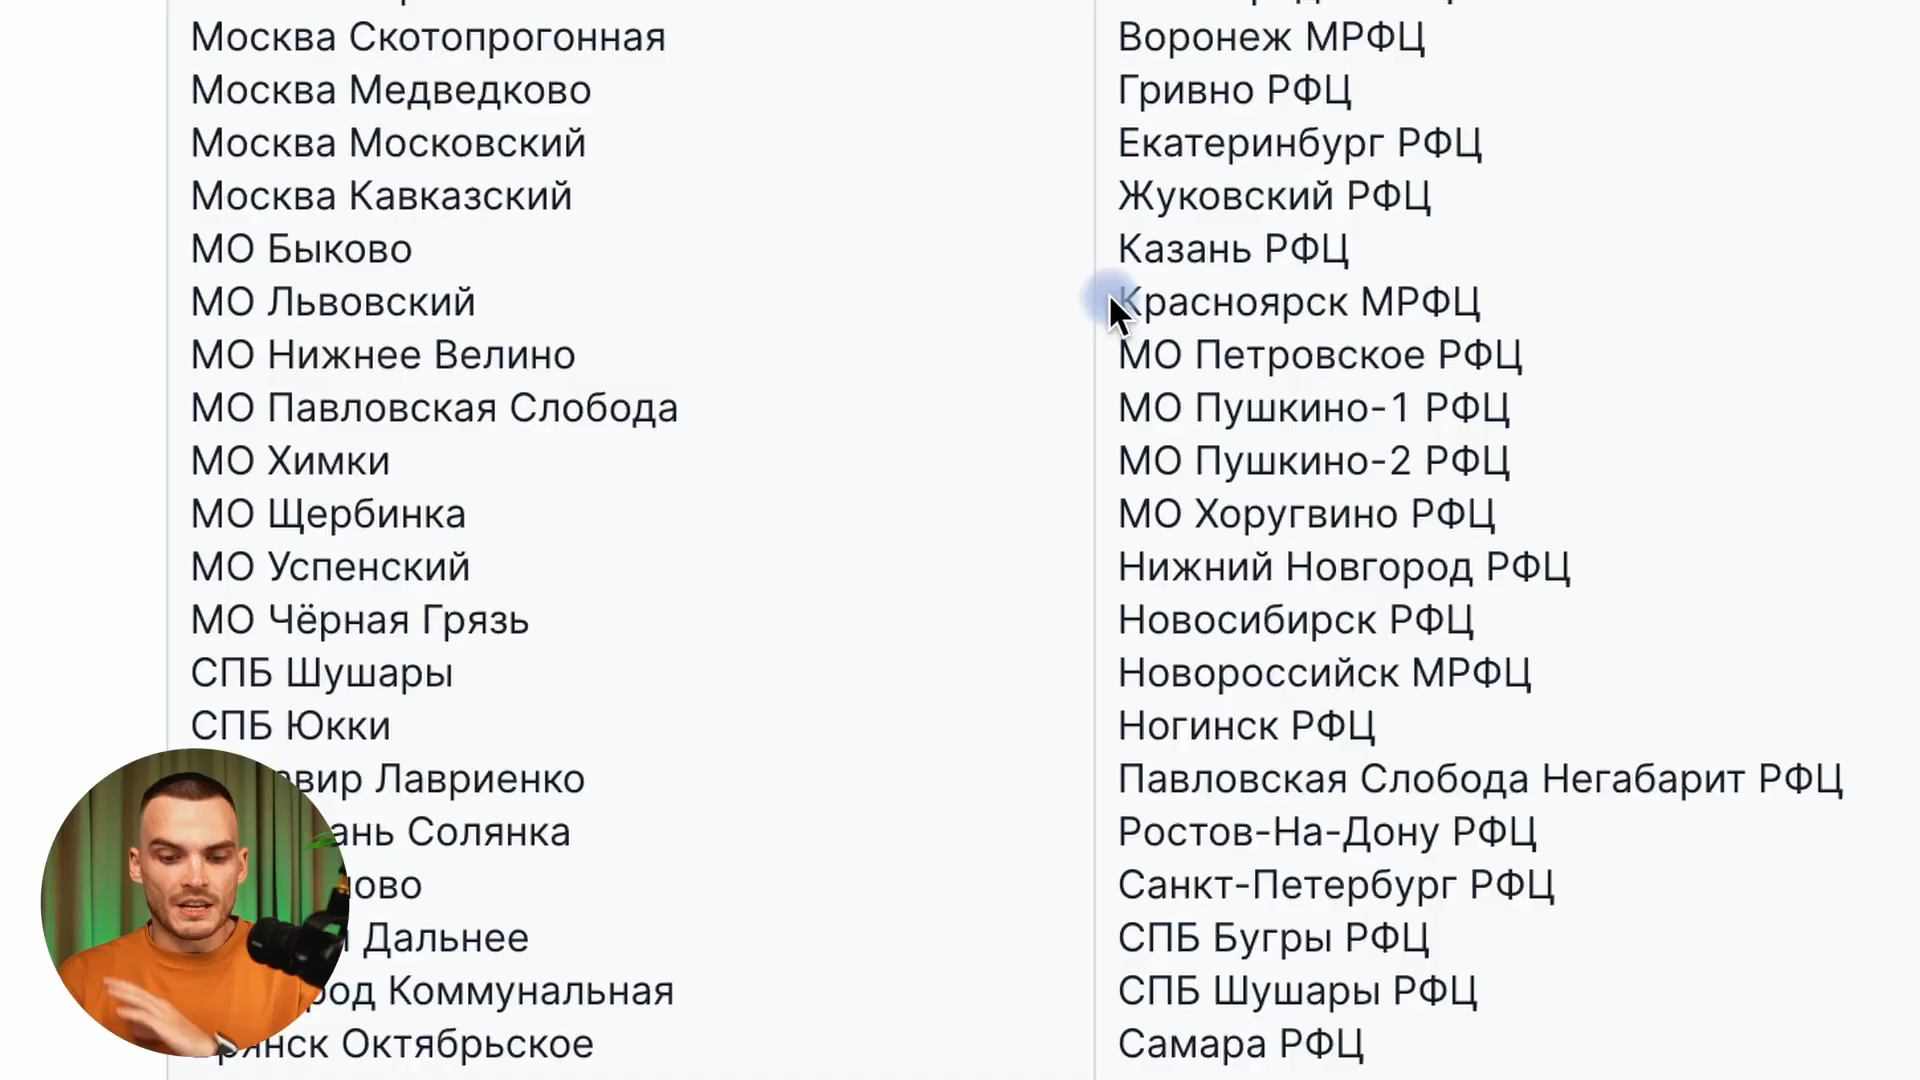 Москва Скотопрогонная
Москва Медведково
Москва Московский
Москва Кавказский
МО Быково
МО Львовский
МО Нижнее Велино
МО Павловская Слобода
МО Химки
МО Щербинка
МО Успенский
МО Чёрная Грязь
СПБ Шушары
СПБ Юкки
Лавриенко
Солянка
Дальнее
Коммунальная
Октябрьское
Воронеж МРФЦ
Гривно РФЦ
Екатеринбург РФЦ
Жуковский РФЦ
Казань РФЦ
Красноярск МРФЦ
МО Петровское РФЦ
МО Пушкино-1 РФЦ
МО Пушкино-2 РФЦ
МО Хоругвино РФЦ
Нижний Новгород РФЦ
Новосибирск РФЦ
Новороссийск МРФЦ
Ногинск РФЦ
Павловская Слобода Негабарит РФЦ
Ростов-На-Дону РФЦ
Санкт-Петербург РФЦ
СПБ Бугры РФЦ
СПБ Шушары РФЦ
Самара РФЦ